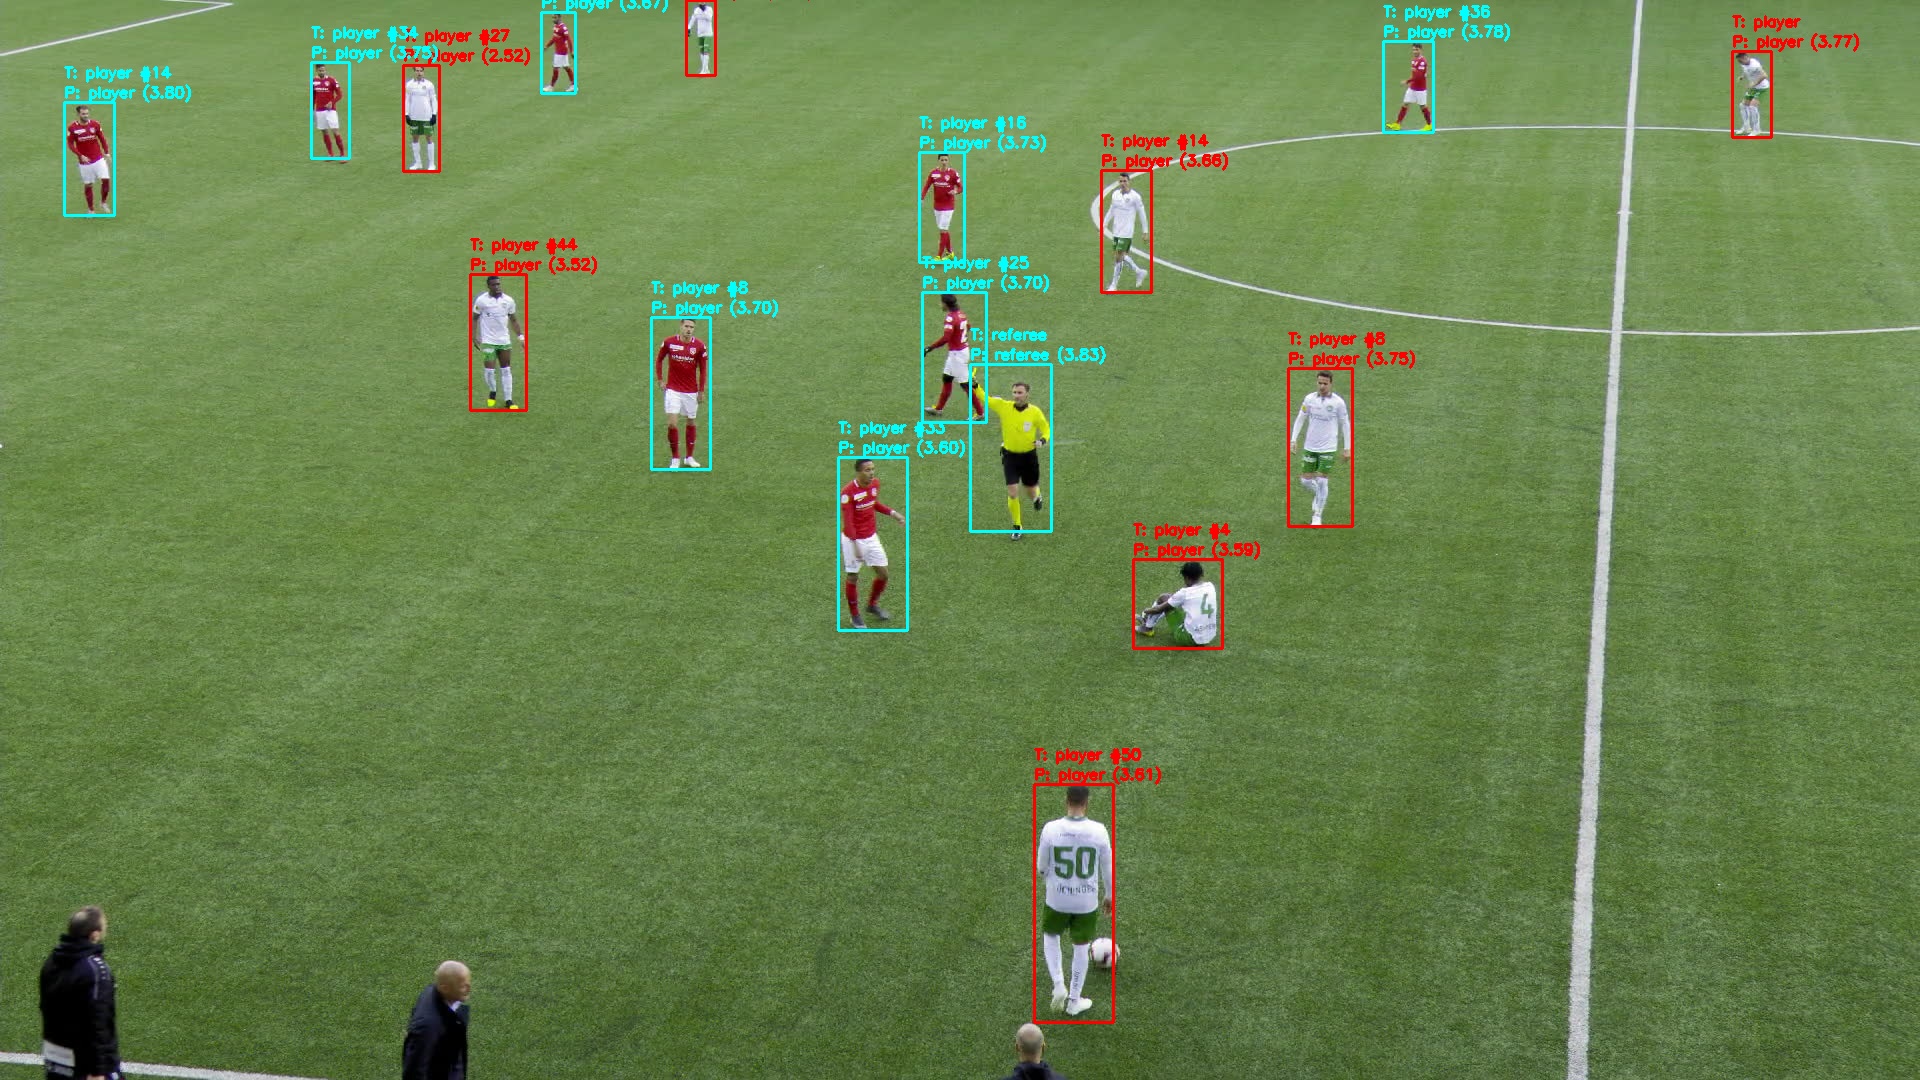 P: player (3.67)
T: player #36
P: player (3.78)
T: player
P: player (3.77)
T: player #34
P: player (3.75)
T: player #27
P: player (2.52)
T: player #14
P: player (3.80)
T: player #16
P: player (3.73)
T: player #14
P: player (3.66)
T: player #44
P: player (3.52)
T: player #8
P: player (3.70)
T: player #25
P: player (3.70)
T: referee
P: referee (3.83)
T: player #8
P: player (3.75)
T: player #33
P: player (3.60)
T: player #4
P: player (3.59)
4
T: player #50
P: player (3.61)
50